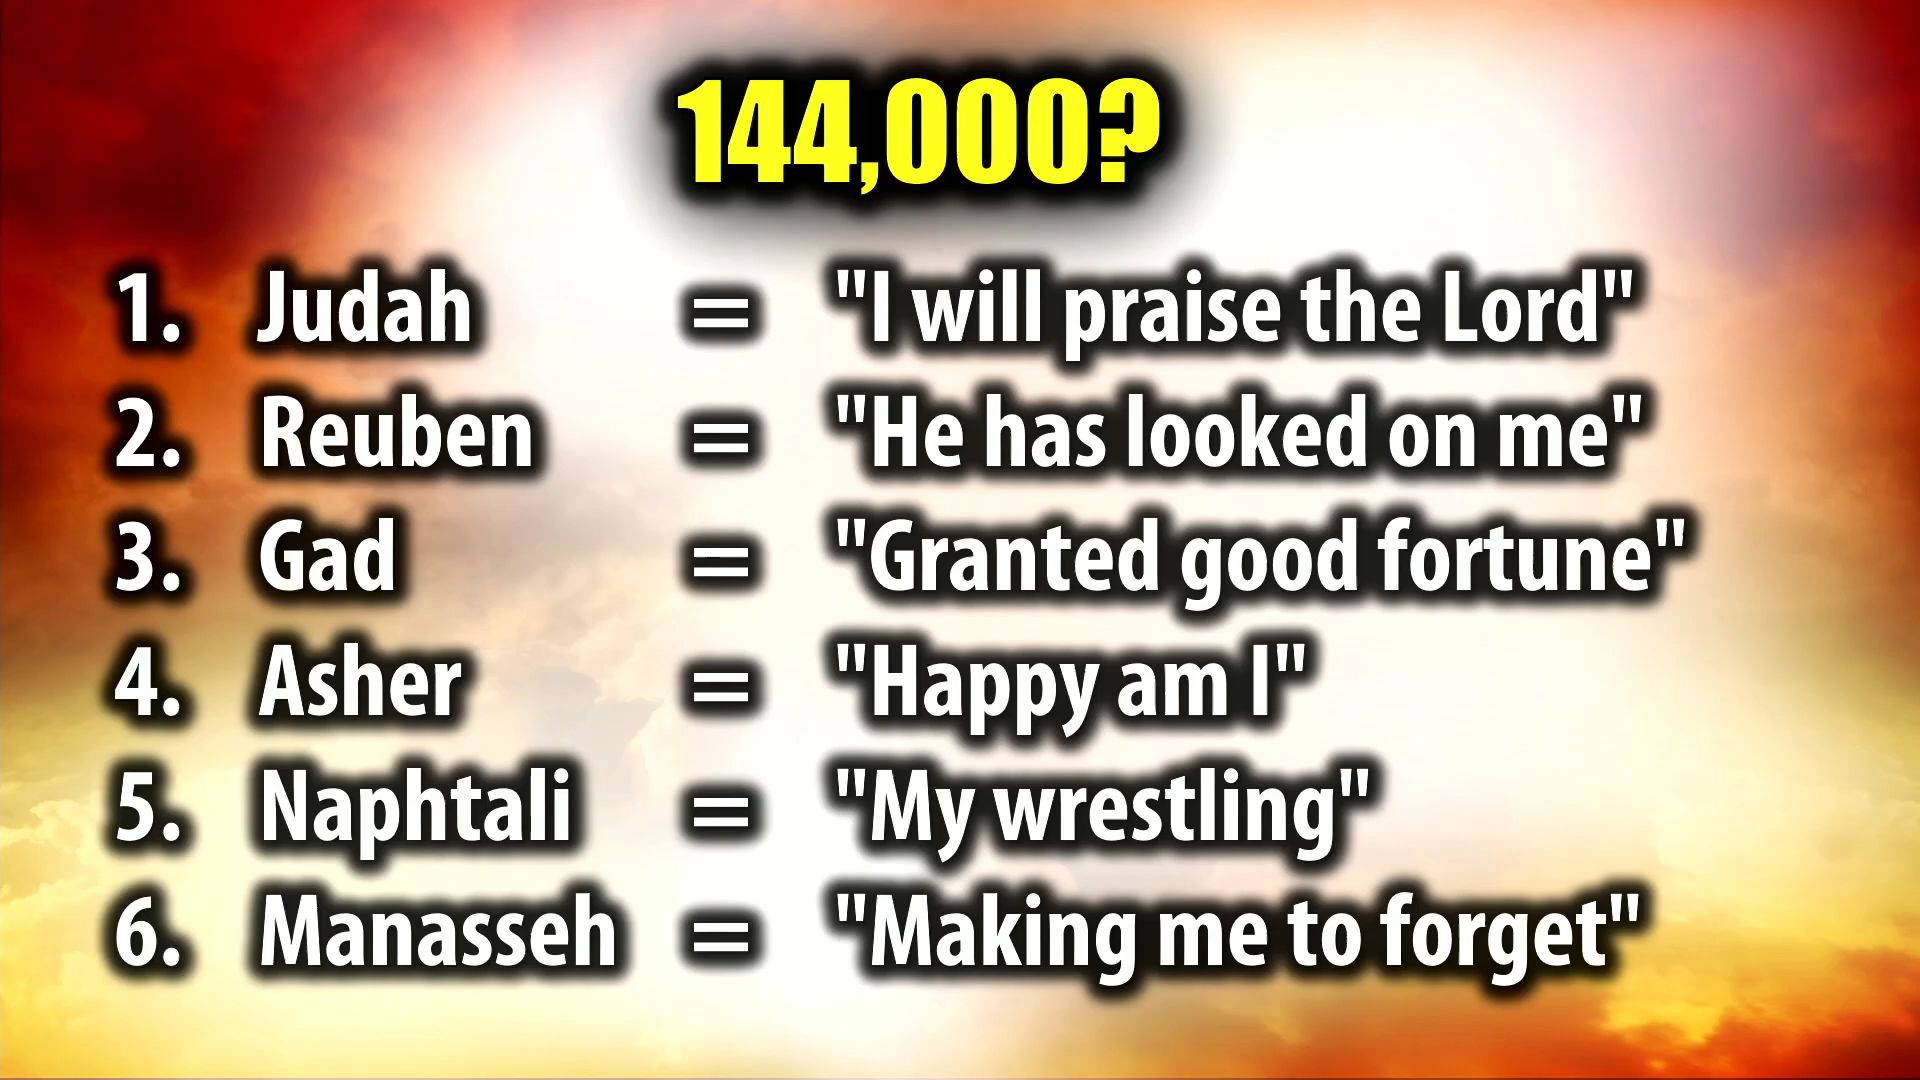 144,000?
1. Judah = "I will praise the Lord"
2. Reuben = "He has looked on me"
3. Gad = "Granted good fortune"
4. Asher = "Happy am I"
5. Naphtali = "My wrestling"
6. Manasseh = "Making me to forget"